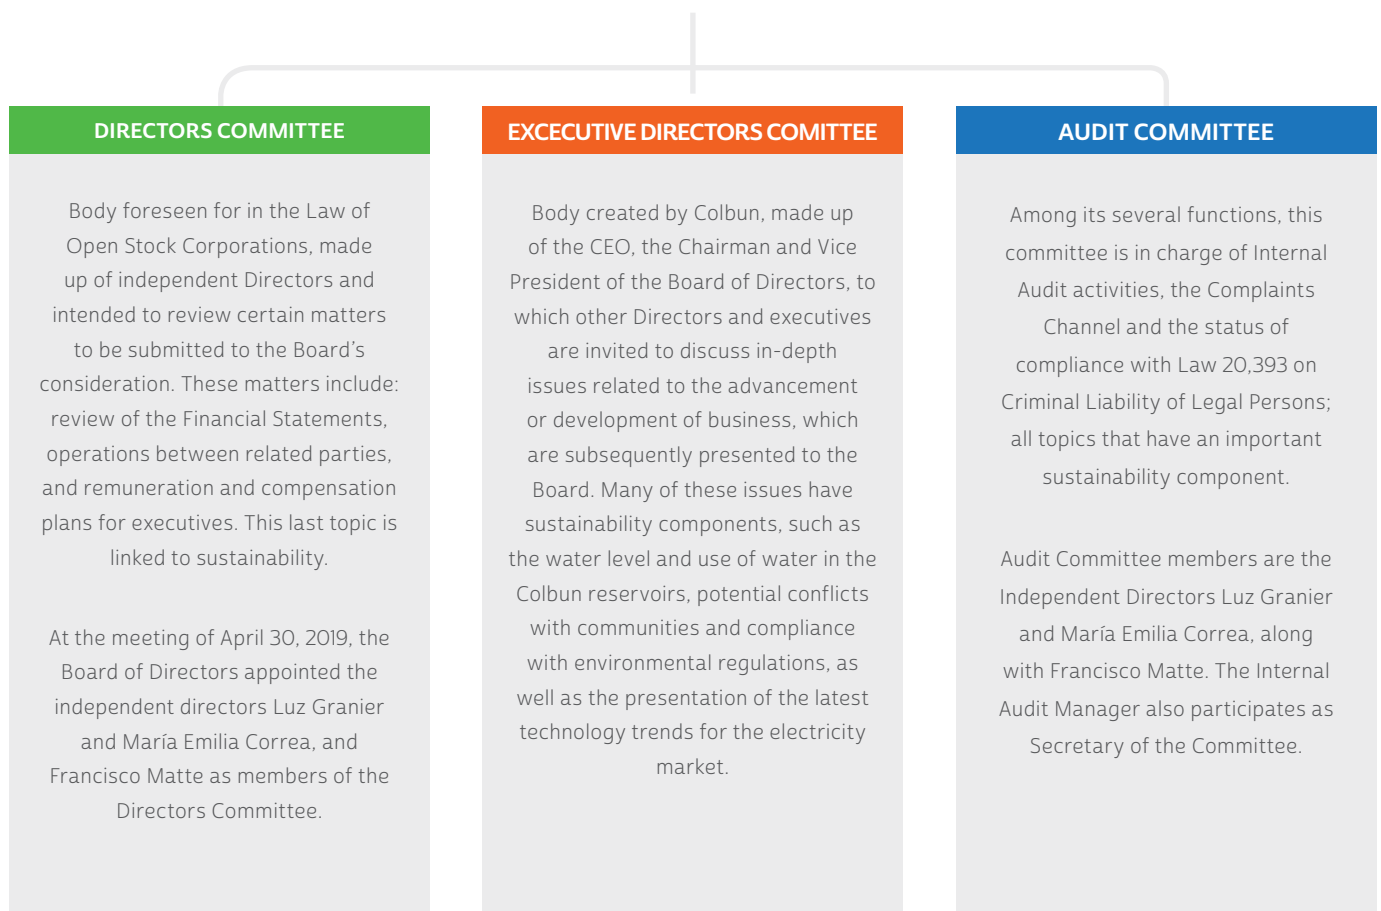 DIRECTORS COMMITTEE
Body foreseen for in the Law of
Open Stock Corporations, made
up of independent Directors and
intended to review certain matters
to be submitted to the Board’s
consideration. These matters include:
review of the Financial Statements,
operations between related parties,
and remuneration and compensation
plans for executives. This last topic is
linked to sustainability.
At the meeting of April 30, 2019, the
Board of Directors appointed the
independent directors Luz Granier
and María Emilia Correa, and
Francisco Matte as members of the
Directors Committee.
EXCECUTIVE DIRECTORS COMITTEE
Body created by Colbun, made up
of the CEO, the Chairman and Vice
President of the Board of Directors, to
which other Directors and executives
are invited to discuss in-depth
issues related to the advancement
or development of business, which
are subsequently presented to the
Board. Many of these issues have
sustainability components, such as
the water level and use of water in the
Colbun reservoirs, potential conflicts
with communities and compliance
with environmental regulations, as
well as the presentation of the latest
technology trends for the electricity
market.
AUDIT COMMITTEE
Among its several functions, this
committee is in charge of Internal
Audit activities, the Complaints
Channel and the status of
compliance with Law 20,393 on
Criminal Liability of Legal Persons;
all topics that have an important
sustainability component.
Audit Committee members are the
Independent Directors Luz Granier
and María Emilia Correa, along
with Francisco Matte. The Internal
Audit Manager also participates as
Secretary of the Committee.